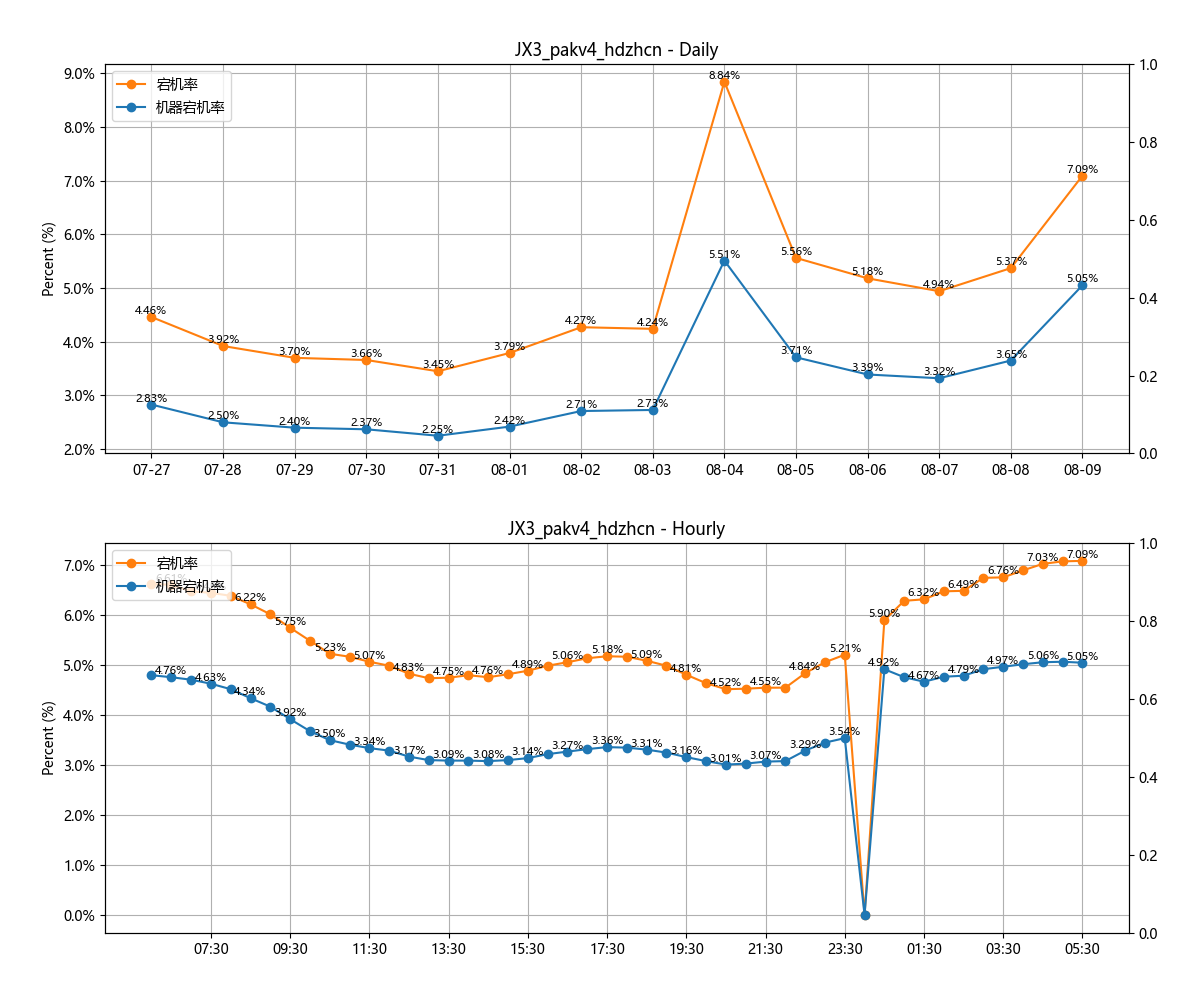 JX3_pakv4_hdzhcn - Daily
宕机率
机器宕机率
Percent (%)
9.0%
8.0%
7.0%
6.0%
5.0%
4.0%
3.0%
2.0%
1.0
0.8
0.6
0.4
0.2
0.0
4.46% 3.92% 3.70% 3.66% 3.45% 3.79% 4.27% 4.24% 8.84% 5.56% 5.18% 4.94% 5.37% 7.09%
2.83% 2.50% 2.40% 2.37% 2.25% 2.42% 2.71% 2.73% 5.51% 3.71% 3.39% 3.32% 3.65% 5.05%
07-27 07-28 07-29 07-30 07-31 08-01 08-02 08-03 08-04 08-05 08-06 08-07 08-08 08-09
JX3_pakv4_hdzhcn - Hourly
宕机率
机器宕机率
Percent (%)
7.0%
6.0%
5.0%
4.0%
3.0%
2.0%
1.0%
0.0%
1.0
0.8
0.6
0.4
0.2
0.0
6.22% 5.75% 5.23% 5.07% 4.83% 4.75% 4.76% 4.89% 5.06% 5.18% 5.09% 4.81% 4.52% 4.55% 4.84% 5.21% 5.90% 6.32% 6.49% 6.76% 7.03% 7.09%
4.76% 4.63% 4.34% 3.92% 3.50% 3.34% 3.17% 3.09% 3.08% 3.14% 3.27% 3.36% 3.31% 3.16% 3.01% 3.07% 3.29% 3.54% 4.92% 4.67% 4.79% 4.97% 5.06% 5.05%
07:30 09:30 11:30 13:30 15:30 17:30 19:30 21:30 23:30 01:30 03:30 05:30